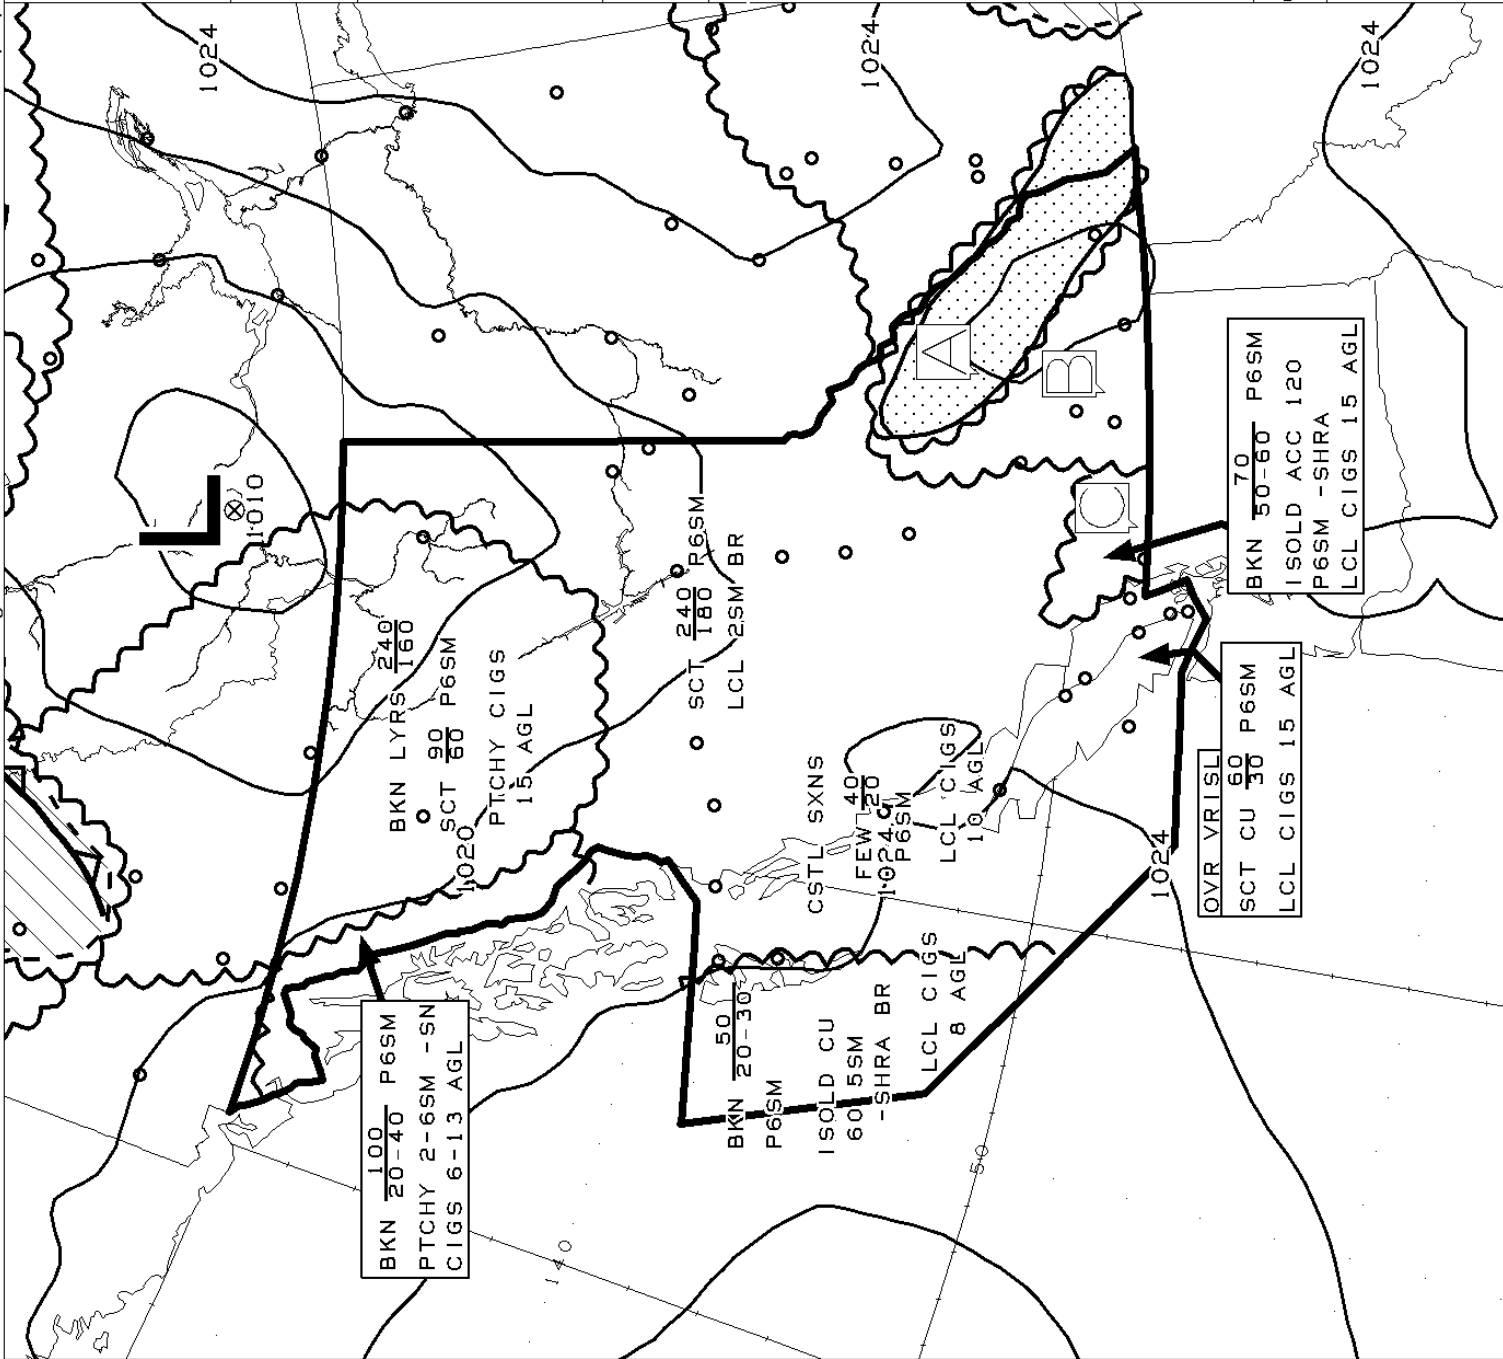 1024
1024
1024
L
1010
BKN LYRS 240
160
SCT 90 P6SM
60
PTCHY CIGS
15 AGL
1020
SCT 240 P6SM
180
LCL 2SM BR
A
B
C
CSTL SXNS
FEW 40
20
P6SM
1024
LCL CIGS
10 AGL
100
BKN 20-40 P6SM
PTCHY 2-6SM -SN
CIGS 6-13 AGL
50
BKN 20-30
P6SM
ISOLD CU
60 5SM
-SHRA BR
LCL CIGS
8 AGL
1024
OVR VRISL
SCT CU 60 P6SM
30
LCL CIGS 15 AGL
70
BKN 50-60 P6SM
ISOLD ACC 120
P6SM -SHRA
LCL CIGS 15 AGL
140
50